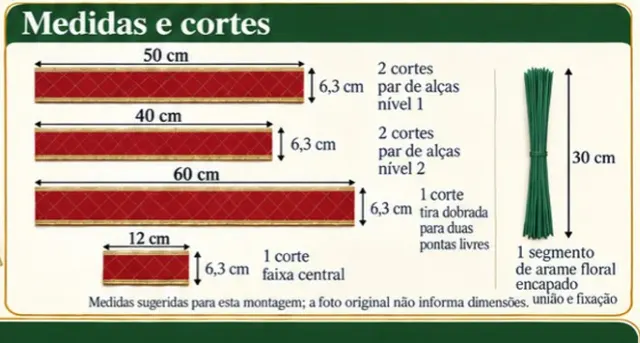 Medidas e cortes
50 cm
6,3 cm
2 cortes
par de alças
nível 1
40 cm
6,3 cm
2 cortes
par de alças
nível 2
60 cm
6,3 cm
1 corte
tira dobrada
para duas
pontas livres
12 cm
6,3 cm
1 corte
faixa central
30 cm
1 segmento
de arame floral
encapado
união e fixação
Medidas sugeridas para esta montagem; a foto original não informa dimensões.